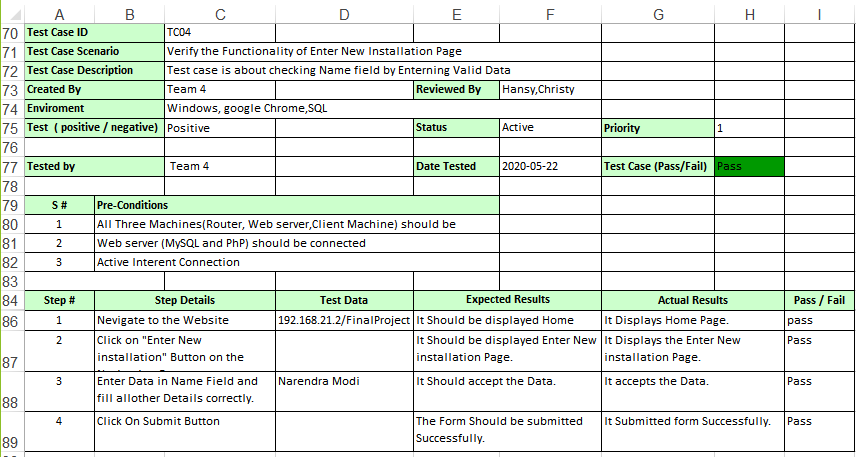 A B C D E F G H I
70 Test Case ID TC04
71 Test Case Scenario Verify the Functionality of Enter New Installation Page
72 Test Case Description Test case is about checking Name field by Enterning Valid Data
73 Created By Team 4 Reviewed By Hansy,Christy
74 Enviroment Windows, google Chrome,SQL
75 Test ( positive / negative) Positive Status Active Priority 1
76
77 Tested by Team 4 Date Tested 2020-05-22 Test Case (Pass/Fail) Pass
78
79 S # Pre-Conditions
80 1 All Three Machines(Router, Web server,Client Machine) should be
81 2 Web server (MySQL and PhP) should be connected
82 3 Active Interent Connection
83
84 Step # Step Details Test Data Expected Results Actual Results Pass / Fail
86 1 Nevigate to the Website 192.168.21.2/FinalProject It Should be displayed Home It Displays Home Page. pass
2 Click on "Enter New It Should be displayed Enter New It Displays the Enter New Pass
87 installation" Button on the installation Page. installation Page.
3 Enter Data in Name Field and Narendra Modi It Should accept the Data. It accepts the Data. Pass
88 fill allother Details correctly.
4 Click On Submit Button The Form Should be submitted It Submitted form Successfully. Pass
89 Successfully.